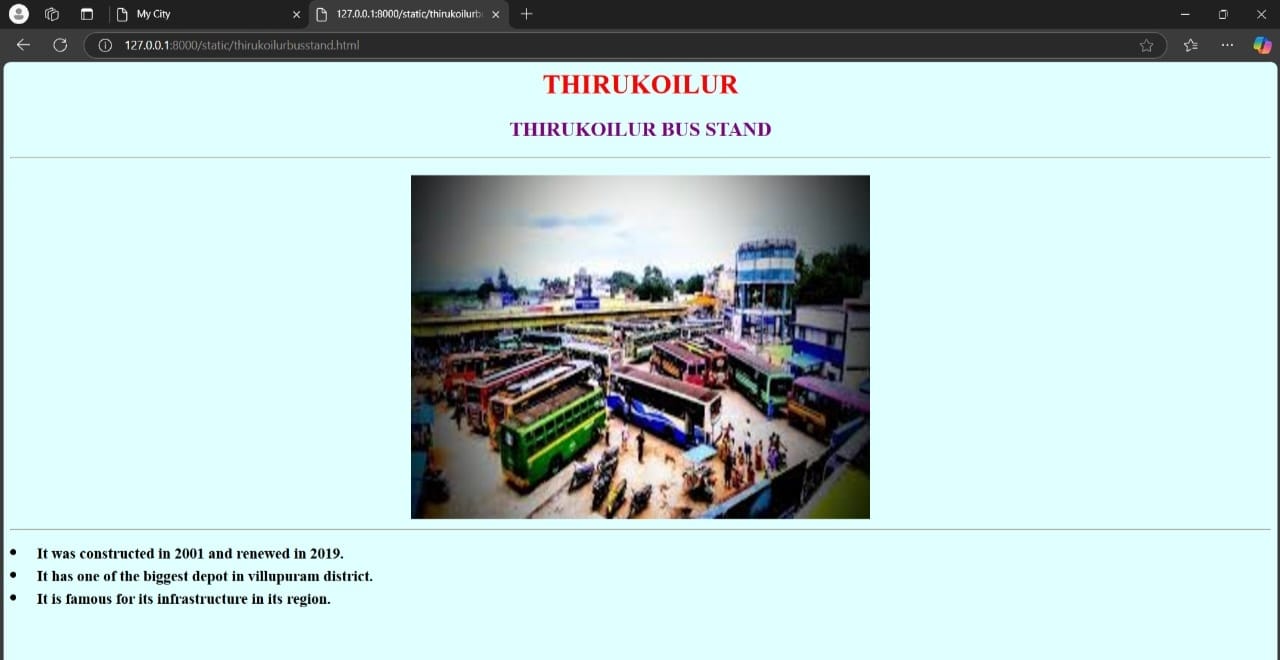 My City
127.0.0.1:8000/static/thirukoilurb
127.0.0.1:8000/static/thirukoilurbusstand.html
THIRUKOILUR
THIRUKOILUR BUS STAND
It was constructed in 2001 and renewed in 2019.
It has one of the biggest depot in villupuram district.
It is famous for its infrastructure in its region.